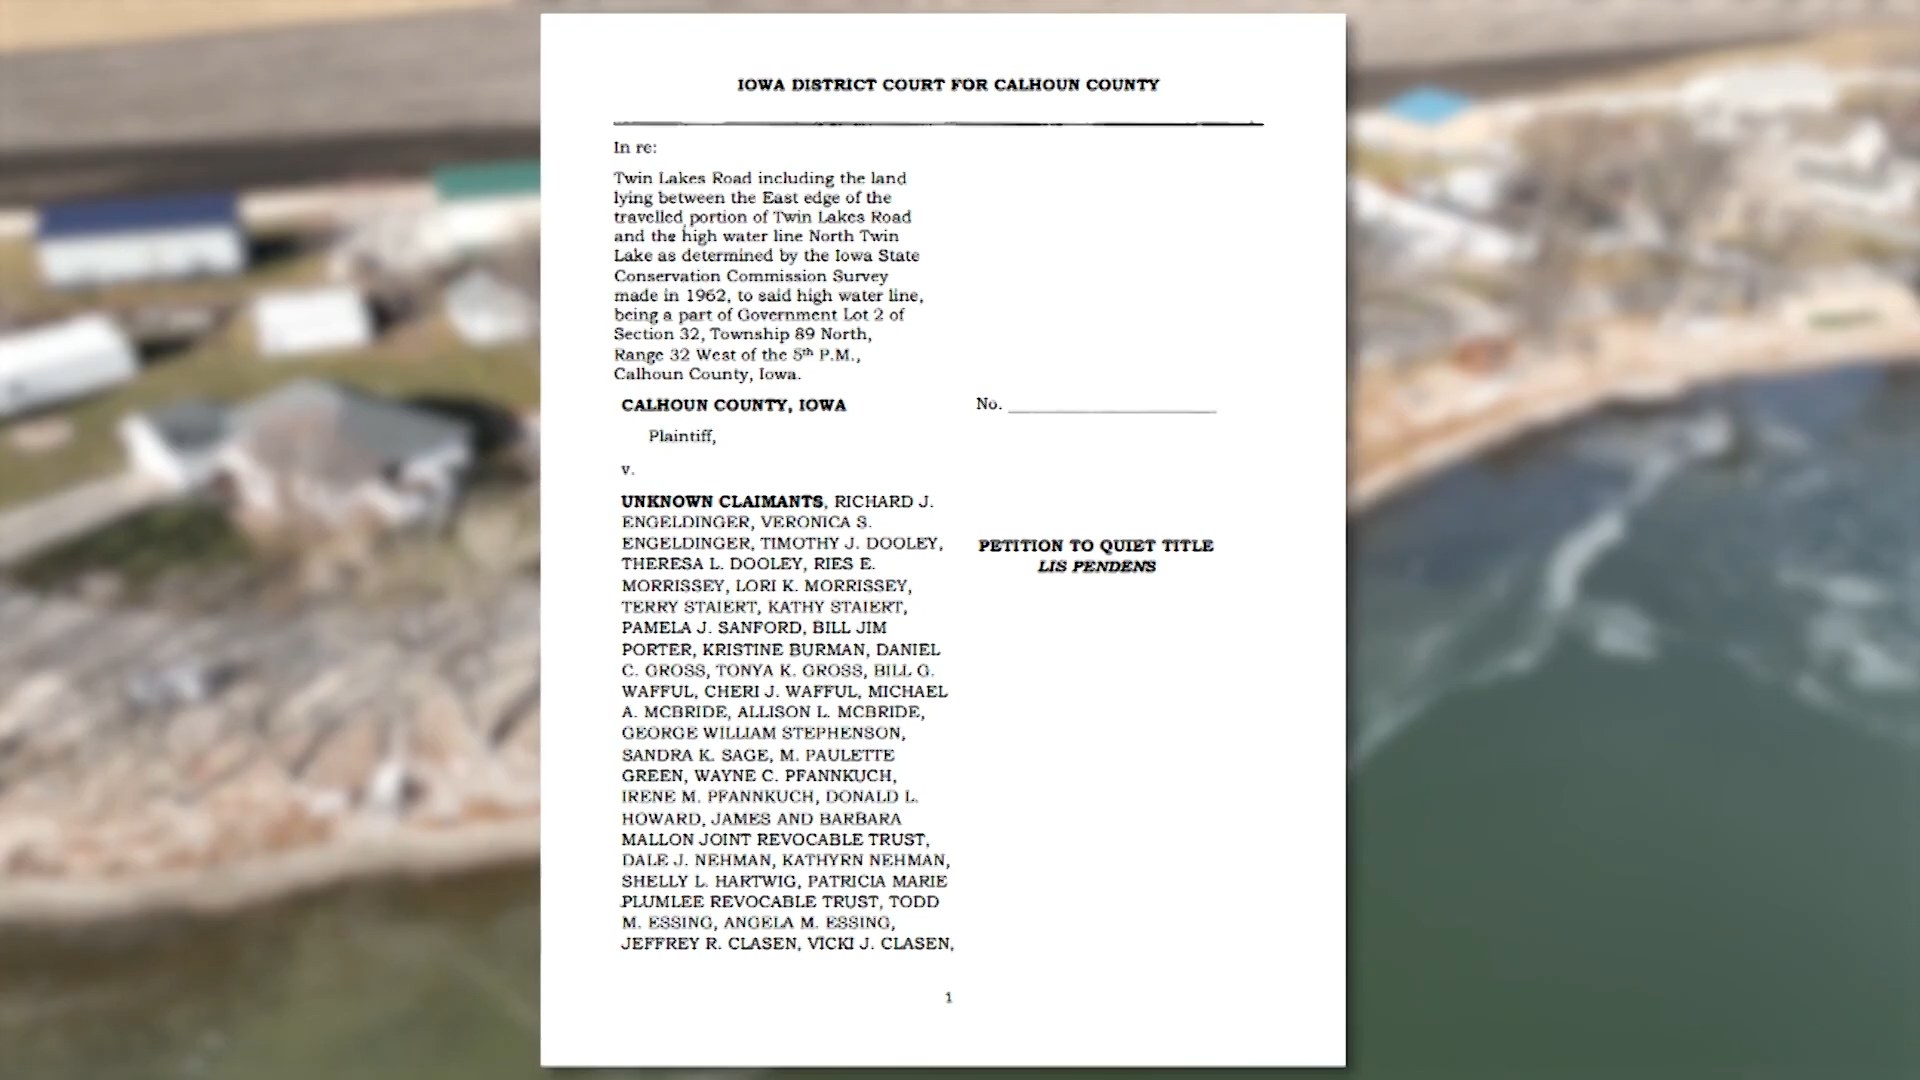 IOWA DISTRICT COURT FOR CALHOUN COUNTY
In re:
Twin Lakes Road including the land
lying between the East edge of the
travelled portion of Twin Lakes Road
and the high water line North Twin
Lake as determined by the Iowa State
Conservation Commission Survey
made in 1962, to said high water line,
being a part of Government Lot 2 of
Section 32, Township 89 North,
Range 32 West of the 5th P.M.,
Calhoun County, Iowa.
CALHOUN COUNTY, IOWA
No. ____________________
Plaintiff,
v.
UNKNOWN CLAIMANTS, RICHARD J.
ENGELDINGER, VERONICA S.
ENGELDINGER, TIMOTHY J. DOOLEY,
THERESA L. DOOLEY, RIES E.
MORRISSEY, LORI K. MORRISSEY,
TERRY STAIERT, KATHY STAIERT,
PAMELA J. SANFORD, BILL JIM
PORTER, KRISTINE BURMAN, DANIEL
C. GROSS, TONYA K. GROSS, BILL G.
WAFFUL, CHERI J. WAFFUL, MICHAEL
A. MCBRIDE, ALLISON L. MCBRIDE,
GEORGE WILLIAM STEPHENSON,
SANDRA K. SAGE, M. PAULETTE
GREEN, WAYNE C. PFANNKUCH,
IRENE M. PFANNKUCH, DONALD L.
HOWARD, JAMES AND BARBARA
MALLON JOINT REVOCABLE TRUST,
DALE J. NEHMAN, KATHYRN NEHMAN,
SHELLY L. HARTWIG, PATRICIA MARIE
PLUMLEE REVOCABLE TRUST, TODD
M. ESSING, ANGELA M. ESSING,
JEFFREY R. CLASEN, VICKI J. CLASEN,
PETITION TO QUIET TITLE
LIS PENDENS
1